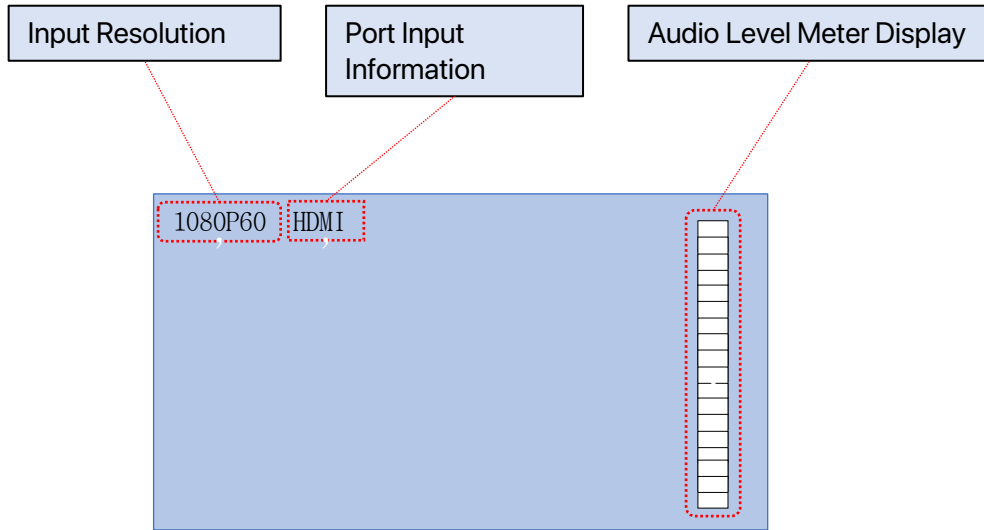 Input Resolution
Port Input
Information
Audio Level Meter Display
1080P60
HDMI